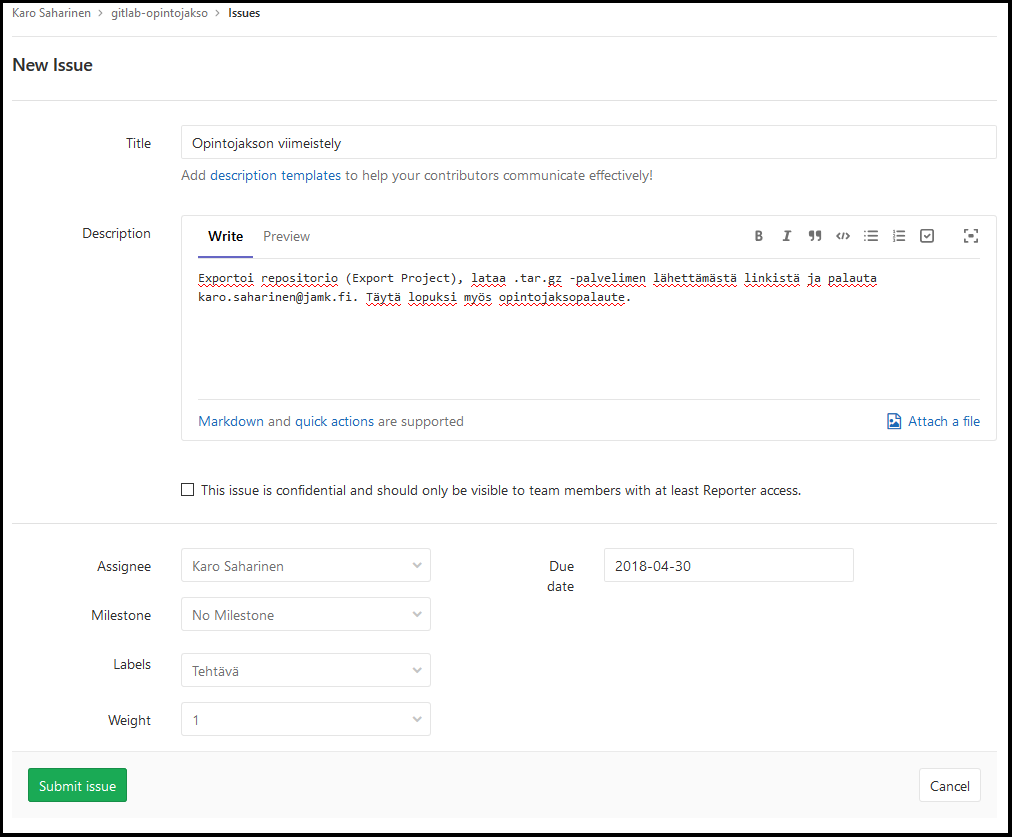 Karo Saharinen > gitlab-opintojakso > Issues
New Issue
Title
Opintojakson viimeistely
Add description templates to help your contributors communicate effectively!
Description
Write Preview
Exportoi repositorio (Export Project), lataa .tar.gz -palvelimen lähettämästä linkistä ja palauta
karo.saharinen@jamk.fi. Täytä lopuksi myös opintojaksopalaute.
Markdown and quick actions are supported
Attach a file
This issue is confidential and should only be visible to team members with at least Reporter access.
Assignee
Karo Saharinen
Due
date
2018-04-30
Milestone
No Milestone
Labels
Tehtävä
Weight
1
Submit issue
Cancel